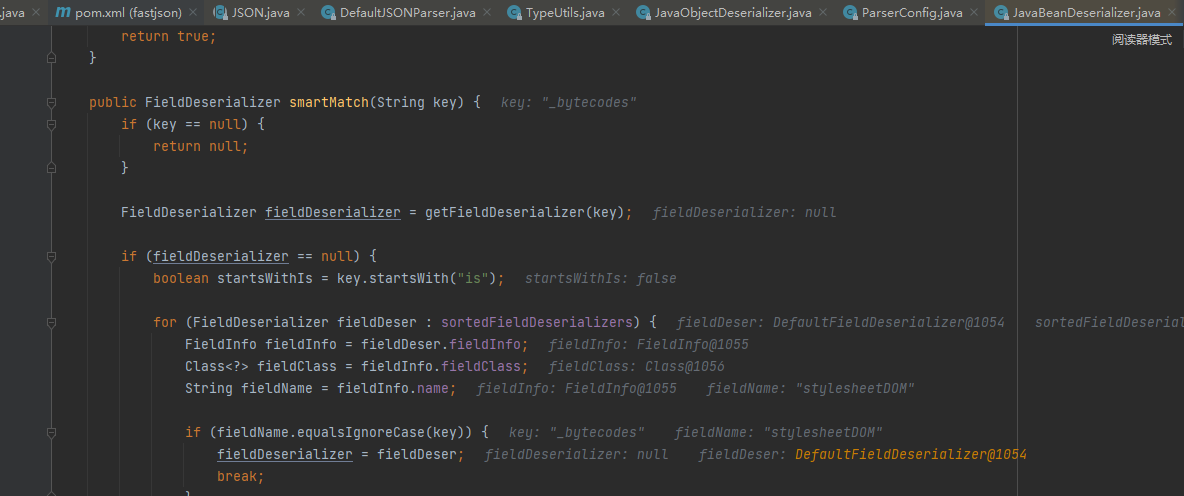 .java × pom.xml (fastjson) × JSON.java × DefaultJSONParser.java × TypeUtils.java × JavaObjectDeserializer.java × ParserConfig.java × JavaBeanDeserializer.java ×
return true;
阅读器模式
}
public FieldDeserializer smartMatch(String key) { key: "_bytecodes"
if (key == null) {
return null;
}
FieldDeserializer fieldDeserializer = getFieldDeserializer(key); fieldDeserializer: null
if (fieldDeserializer == null) {
boolean startsWithIs = key.startsWith("is"); startsWithIs: false
for (FieldDeserializer fieldDeser : sortedFieldDeserializers) { fieldDeser: DefaultFieldDeserializer@1054 sortedFieldDeserial
FieldInfo fieldInfo = fieldDeser.fieldInfo; fieldInfo: FieldInfo@1055
Class<?> fieldClass = fieldInfo.fieldClass; fieldClass: Class@1056
String fieldName = fieldInfo.name; fieldInfo: FieldInfo@1055 fieldName: "stylesheetDOM"
if (fieldName.equalsIgnoreCase(key)) { key: "_bytecodes" fieldName: "stylesheetDOM"
fieldDeserializer = fieldDeser; fieldDeserializer: null fieldDeser: DefaultFieldDeserializer@1054
break;
}